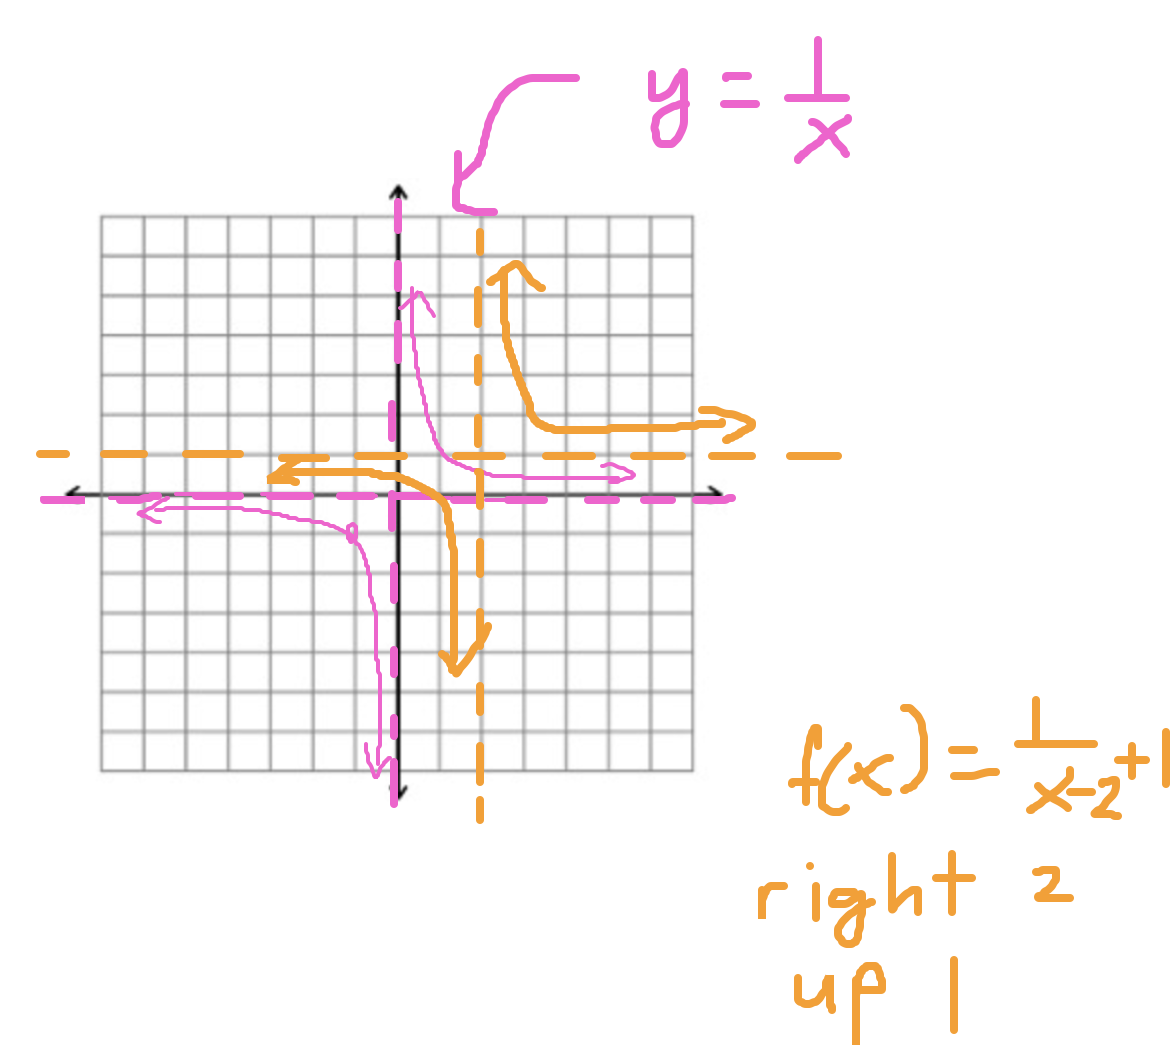 y = 1/x
f(x) = 1/(x-2) + 1
right 2
up 1